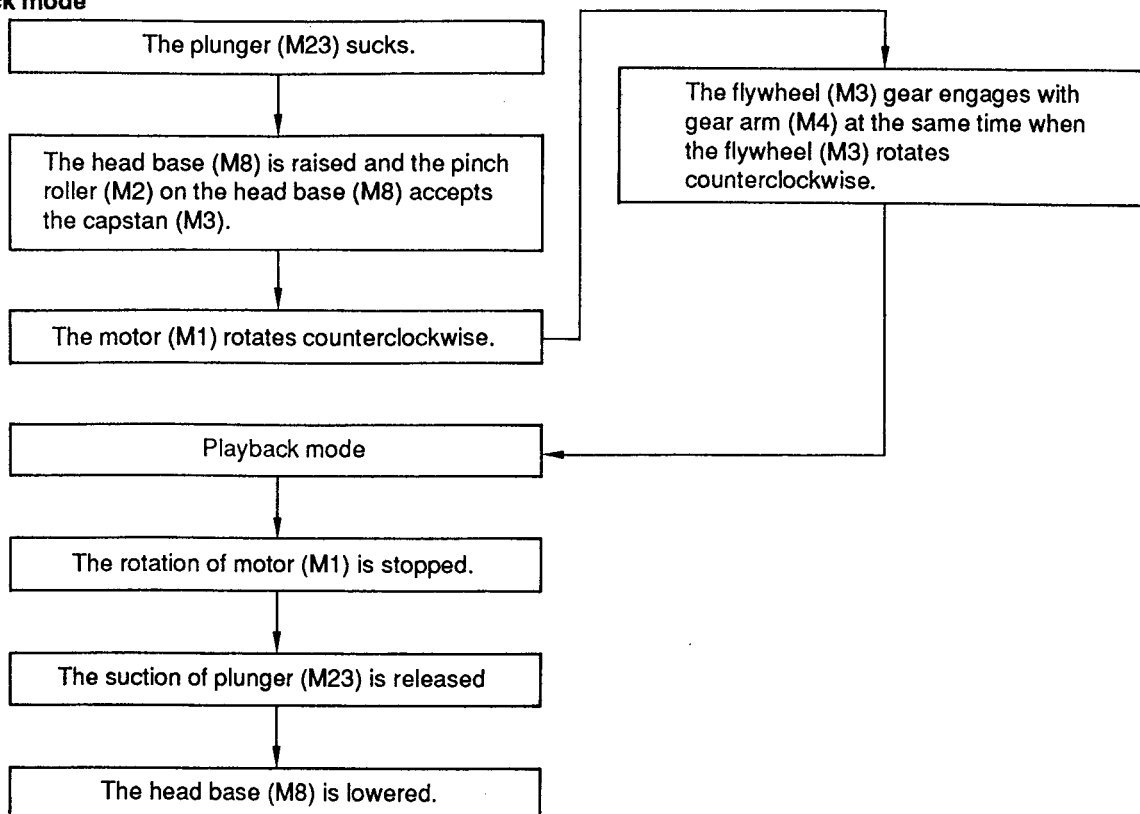 ck mode
The plunger (M23) sucks.
The head base (M8) is raised and the pinch
roller (M2) on the head base (M8) accepts
the capstan (M3).
The motor (M1) rotates counterclockwise.
The flywheel (M3) gear engages with
gear arm (M4) at the same time when
the flywheel (M3) rotates
counterclockwise.
Playback mode
The rotation of motor (M1) is stopped.
The suction of plunger (M23) is released
The head base (M8) is lowered.